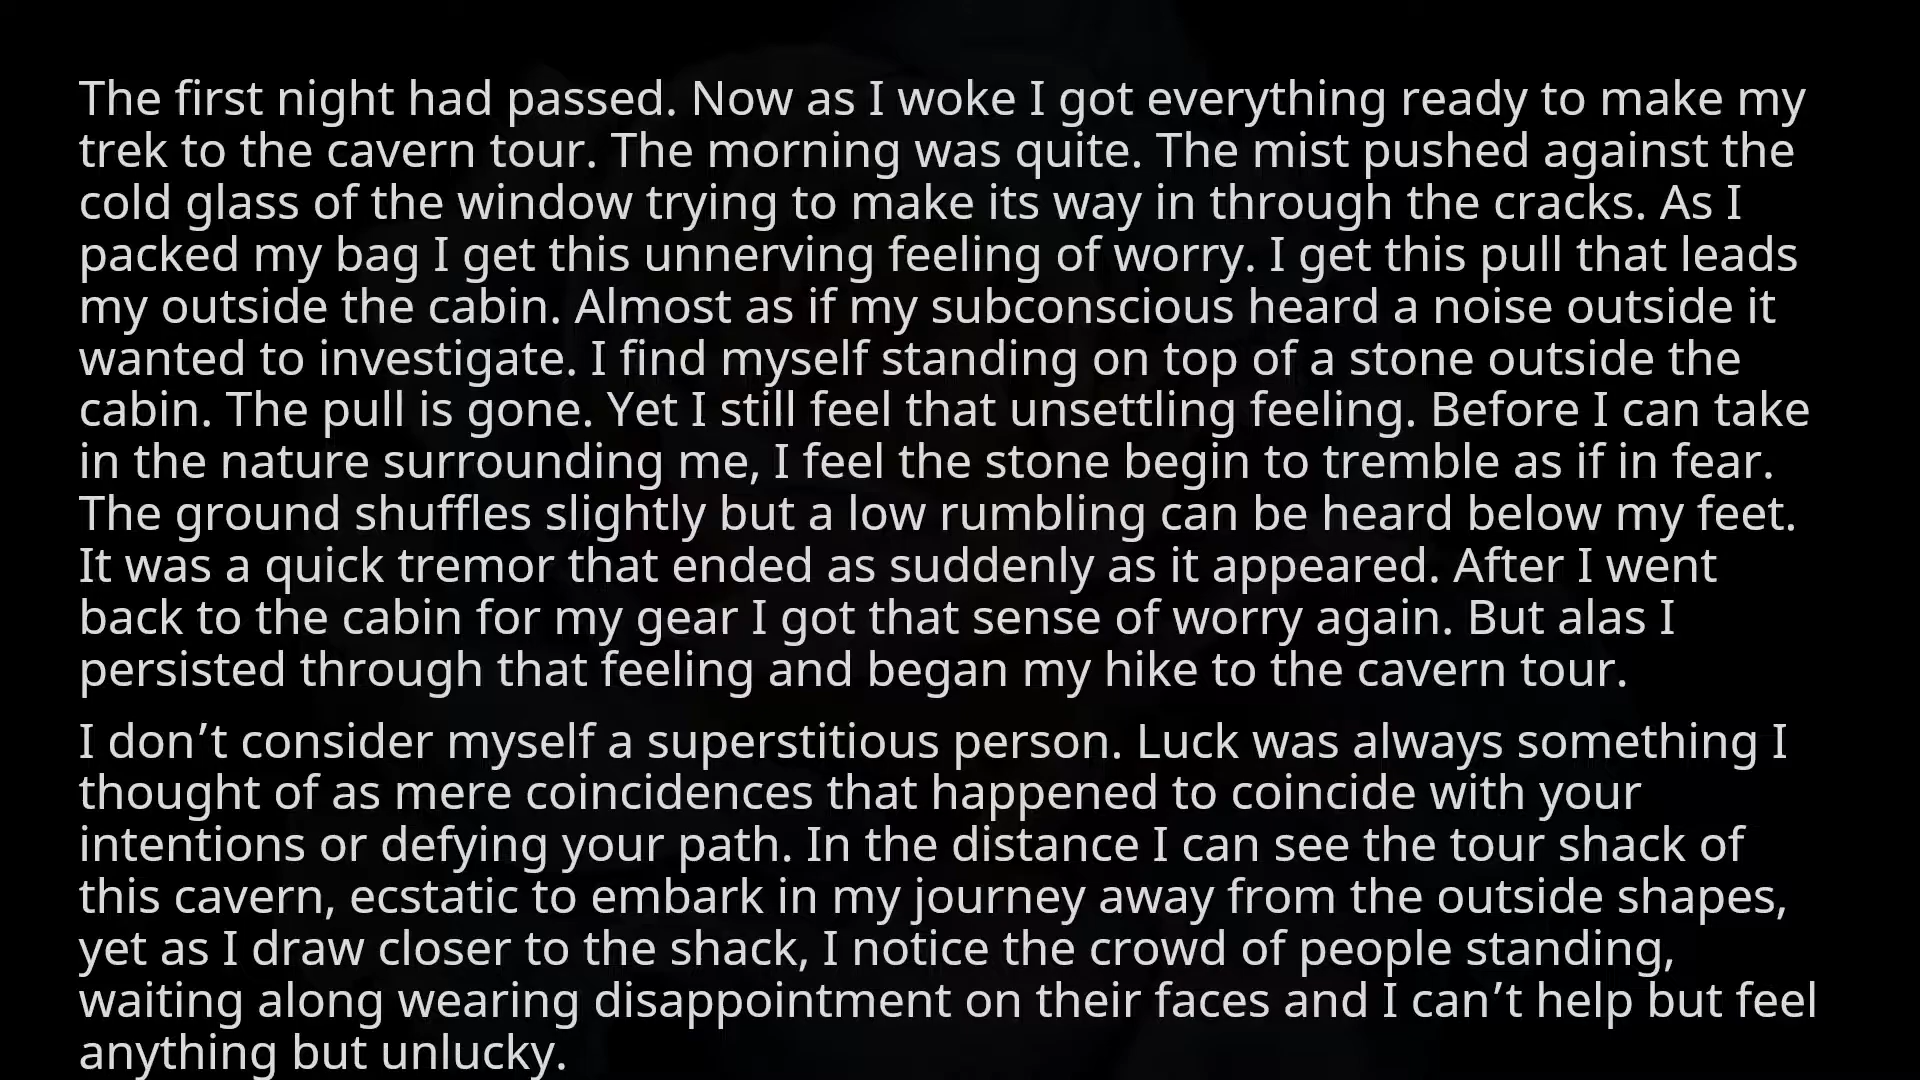 The first night had passed. Now as I woke I got everything ready to make my
trek to the cavern tour. The morning was quite. The mist pushed against the
cold glass of the window trying to make its way in through the cracks. As I
packed my bag I get this unnerving feeling of worry. I get this pull that leads
my outside the cabin. Almost as if my subconscious heard a noise outside it
wanted to investigate. I find myself standing on top of a stone outside the
cabin. The pull is gone. Yet I still feel that unsettling feeling. Before I can take
in the nature surrounding me, I feel the stone begin to tremble as if in fear.
The ground shuffles slightly but a low rumbling can be heard below my feet.
It was a quick tremor that ended as suddenly as it appeared. After I went
back to the cabin for my gear I got that sense of worry again. But alas I
persisted through that feeling and began my hike to the cavern tour.
I don’t consider myself a superstitious person. Luck was always something I
thought of as mere coincidences that happened to coincide with your
intentions or defying your path. In the distance I can see the tour shack of
this cavern, ecstatic to embark in my journey away from the outside shapes,
yet as I draw closer to the shack, I notice the crowd of people standing,
waiting along wearing disappointment on their faces and I can’t help but feel
anything but unlucky.